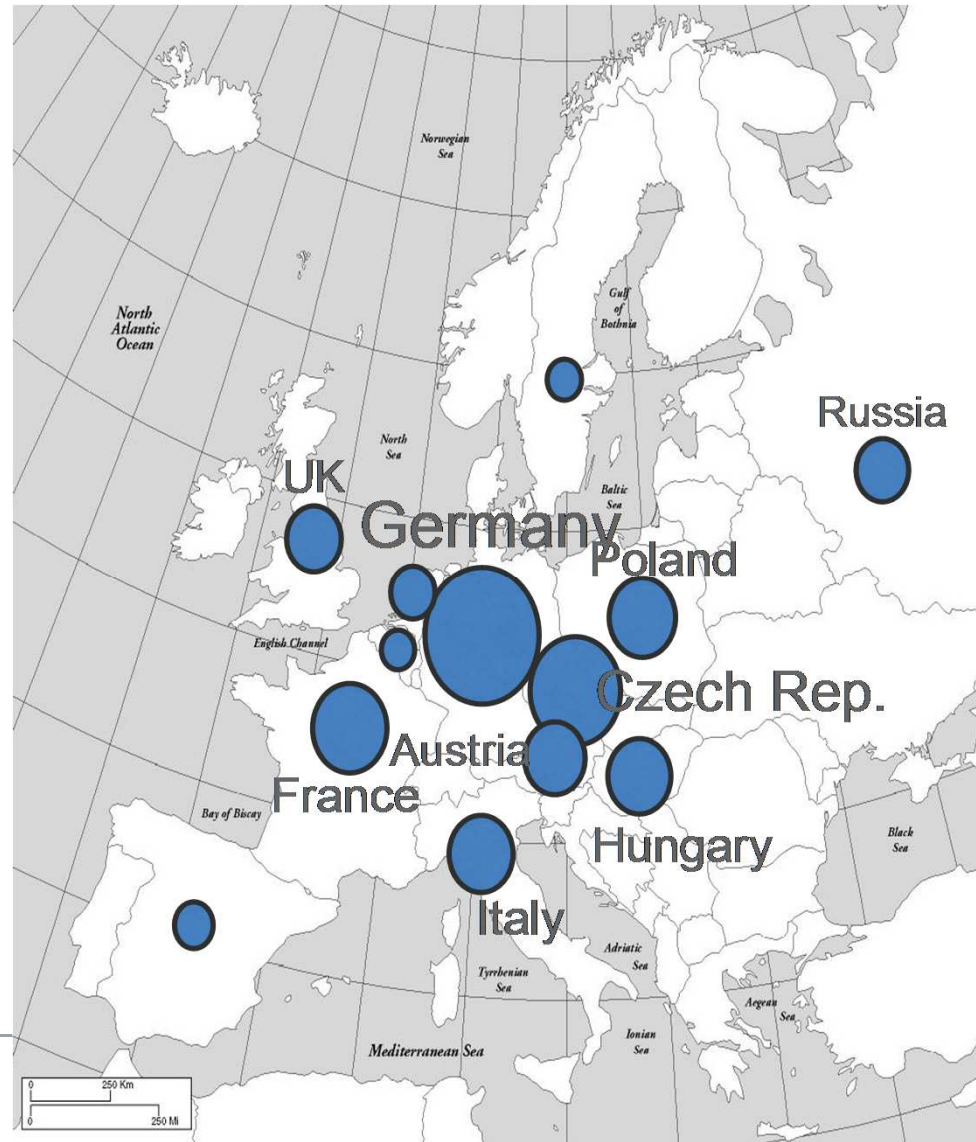 Norwegian
Sea
North
Atlantic
Ocean
Gulf
of
Bothnia
Russia
North
Sea
UK
Baltic
Sea
Germany
Poland
English Channel
Czech Rep.
Austria
France
Bay of Biscay
Hungary
Black
Sea
Italy
Adriatic
Sea
Tyrrhenian
Sea
Aegean
Sea
Ionian
Sea
Mediterranean Sea
0 250 Km
0 250 Mi